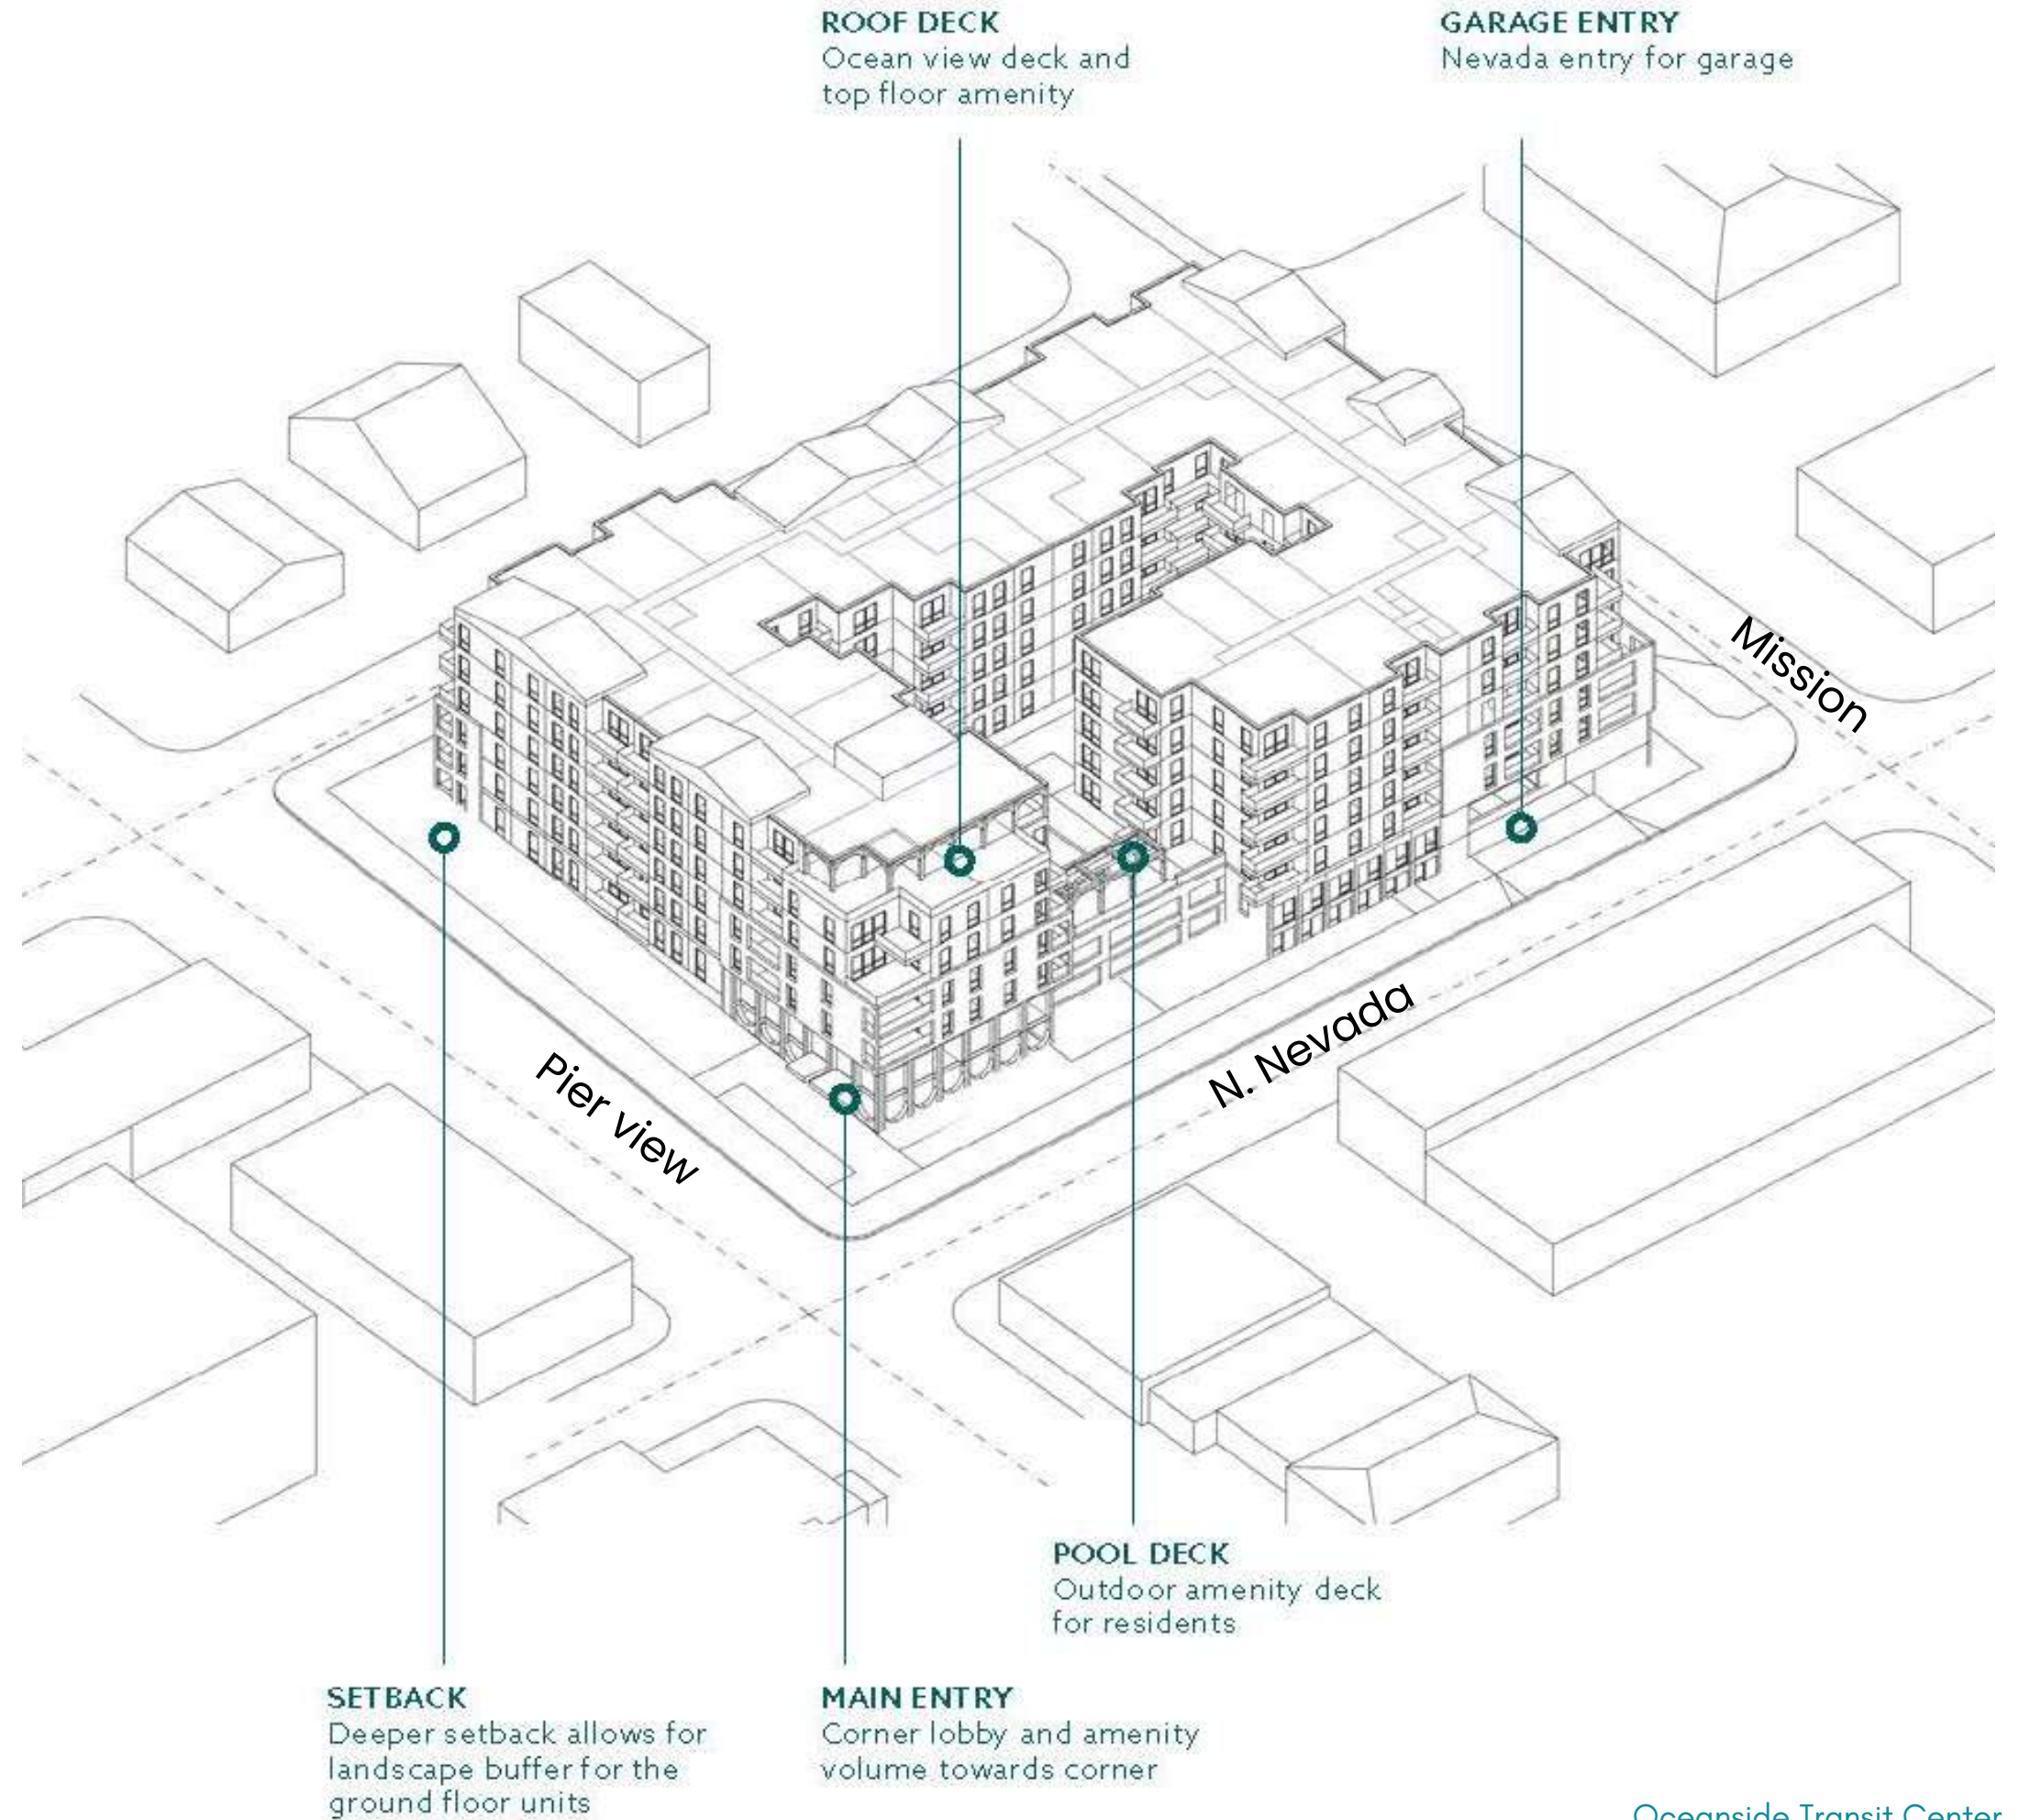 ROOF DECK
Ocean view deck and
top floor amenity
GARAGE ENTRY
Nevada entry for garage
Mission
N. Nevada
Pier view
POOL DECK
Outdoor amenity deck
for residents
SETBACK
Deeper setback allows for
landscape buffer for the
ground floor units
MAIN ENTRY
Corner lobby and amenity
volume towards corner
Oceanside Transit Center